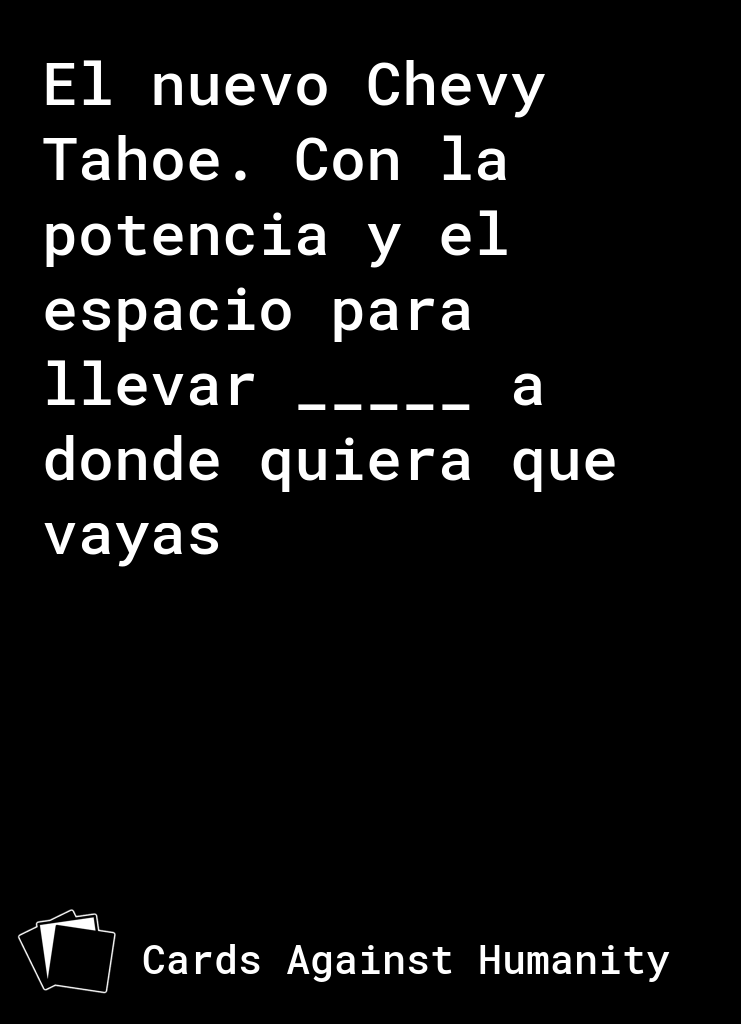 El nuevo Chevy
Tahoe. Con la
potencia y el
espacio para
llevar _____ a
donde quiera que
vayas
Cards Against Humanity